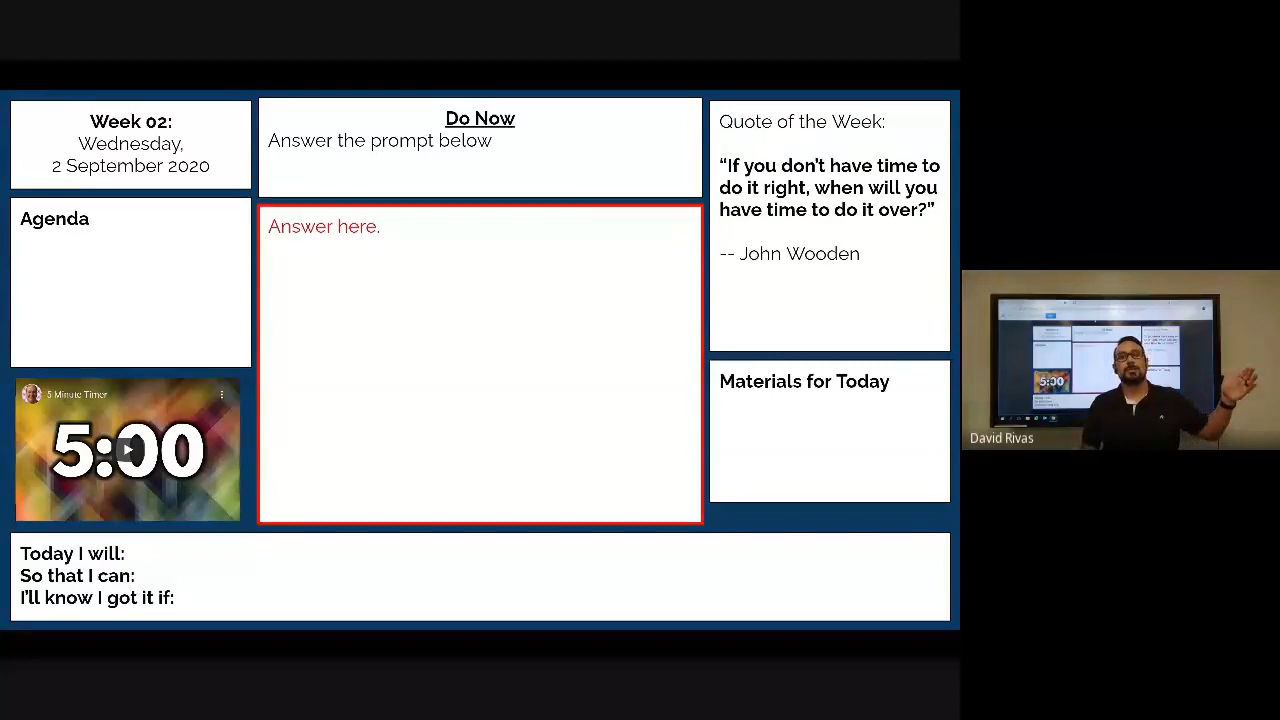 Week 02:
Wednesday,
2 September 2020
Do Now
Answer the prompt below
Quote of the Week:
“If you don’t have time to
do it right, when will you
have time to do it over?”
-- John Wooden
Agenda
Answer here.
5 Minute Timer
5:00
Materials for Today
Today I will:
So that I can:
I’ll know I got it if:
5:00
David Rivas